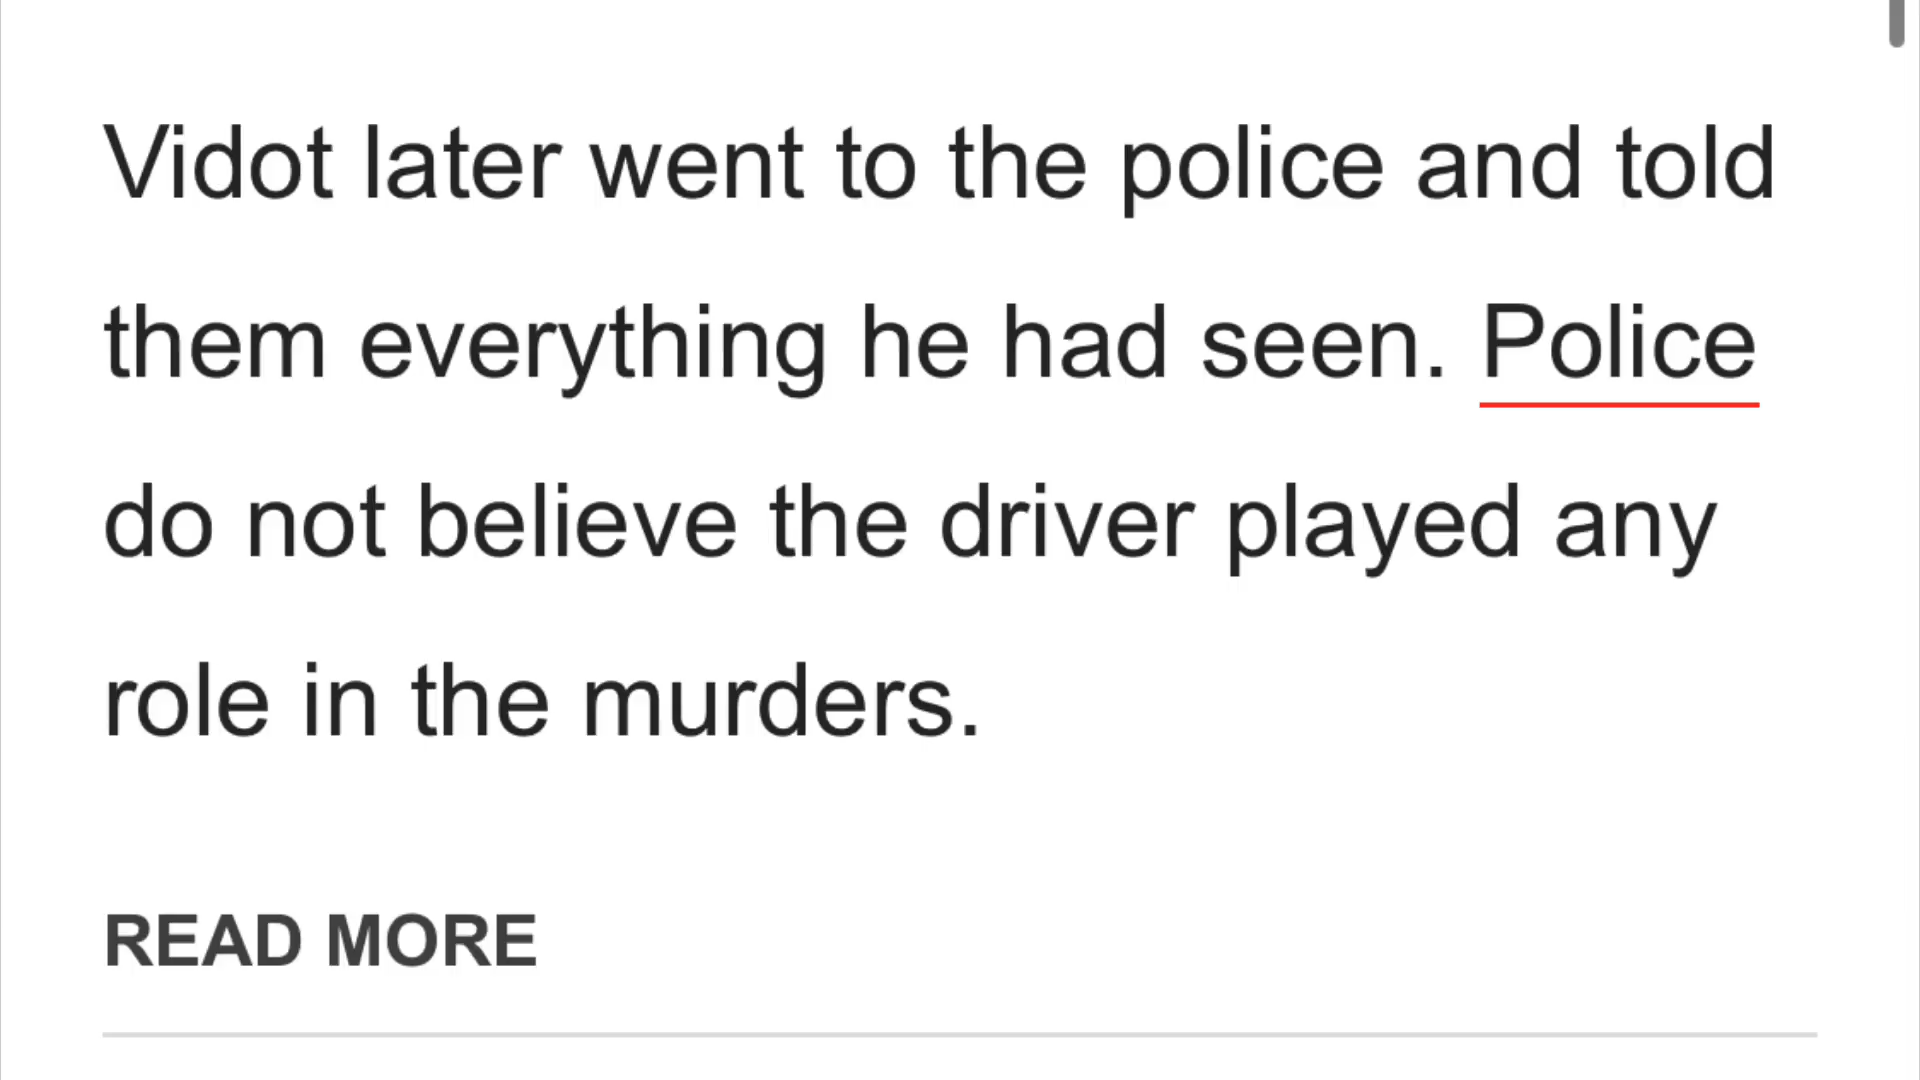 Vidot later went to the police and told
them everything he had seen. Police
do not believe the driver played any
role in the murders.
READ MORE